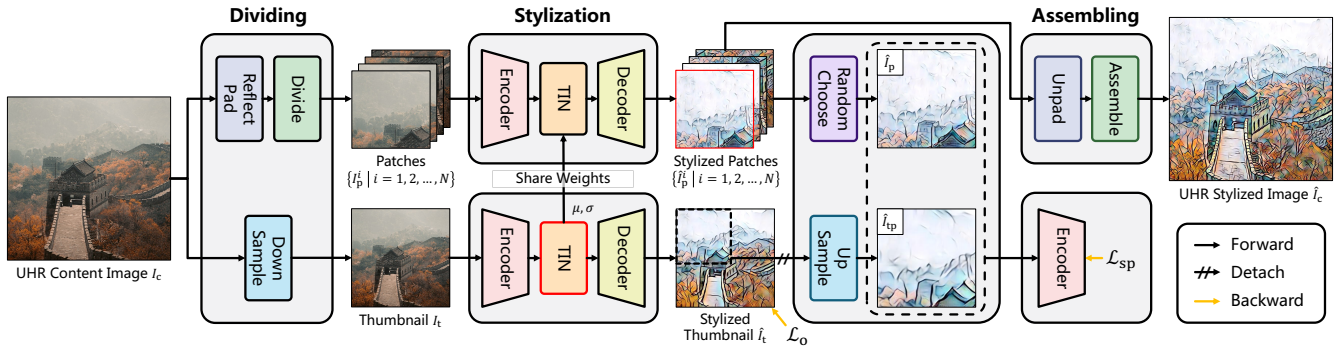 Dividing
Stylization
Assembling
Reflect
Pad
Divide
Patches
{I_p^i | i = 1, 2, ..., N}
Encoder
TIN
Decoder
Stylized Patches
{Î_p^i | i = 1, 2, ..., N}
Random
Choose
Î_p
Unpad
Assemble
UHR Stylized Image Î_c
Share Weights
μ, σ
UHR Content Image I_c
Down
Sample
Thumbnail I_t
Encoder
TIN
Decoder
Stylized
Thumbnail Î_t
ℒ_o
Up
Sample
Î_tp
Encoder
ℒ_sp
Forward
Detach
Backward